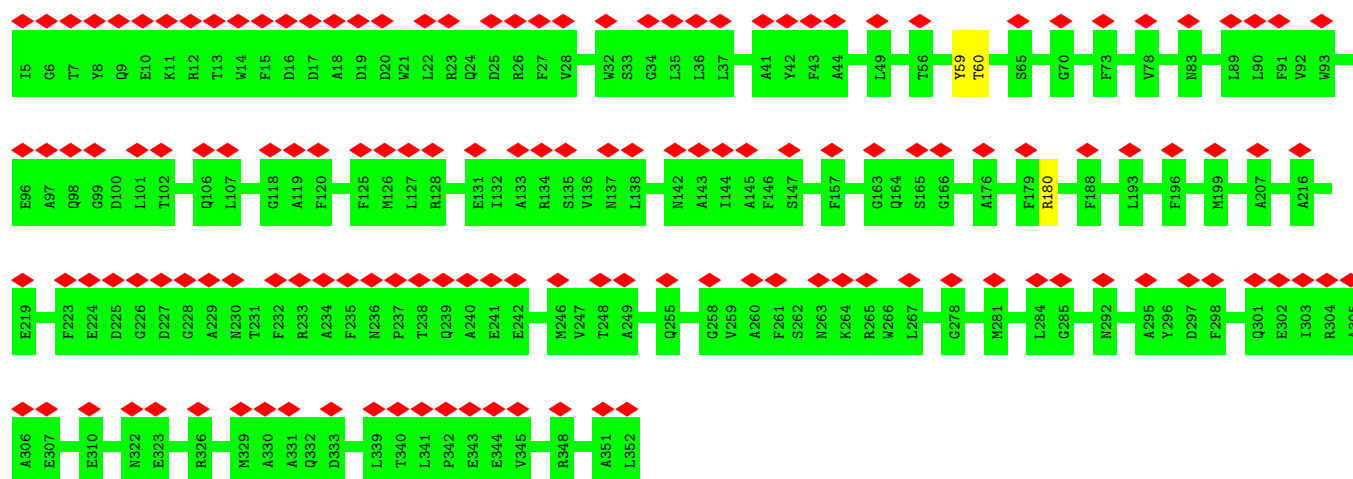 I5 G6 T7 Y8 Q9 E10 K11 R12 T13 W14 F15 D16 D17 A18 D19 D20 W21 L22 R23 Q24 D25 R26 F27 V28 W32 S33 G34 L35 L36 L37 A41 Y42 F43 A44 L49 T56 Y59 T60 S65 G70 F73 V78 N83 L89 L90 F91 V92 W93
E96 A97 Q98 G99 D100 L101 T102 Q106 L107 G118 A119 F120 F125 M126 L127 R128 E131 I132 A133 R134 S135 V136 N137 L138 N142 A143 I144 A145 F146 S147 F157 G163 Q164 S165 G166 A176 F179 R180 F188 L193 F196 M199 A207 A216
E219 F223 E224 D225 G226 D227 G228 A229 N230 T231 F232 R233 A234 F235 N236 P237 T238 Q239 A240 E241 E242 M246 V247 T248 A249 Q255 G258 V259 A260 F261 S262 N263 K264 R265 W266 L267 G278 M281 L284 G285 N292 A295 Y296 D297 F298 Q301 E302 I303 R304 A305
A306 E307 E310 N322 E323 R326 M329 A330 A331 Q332 D333 L339 T340 L341 P342 E343 E344 V345 R348 A351 L352